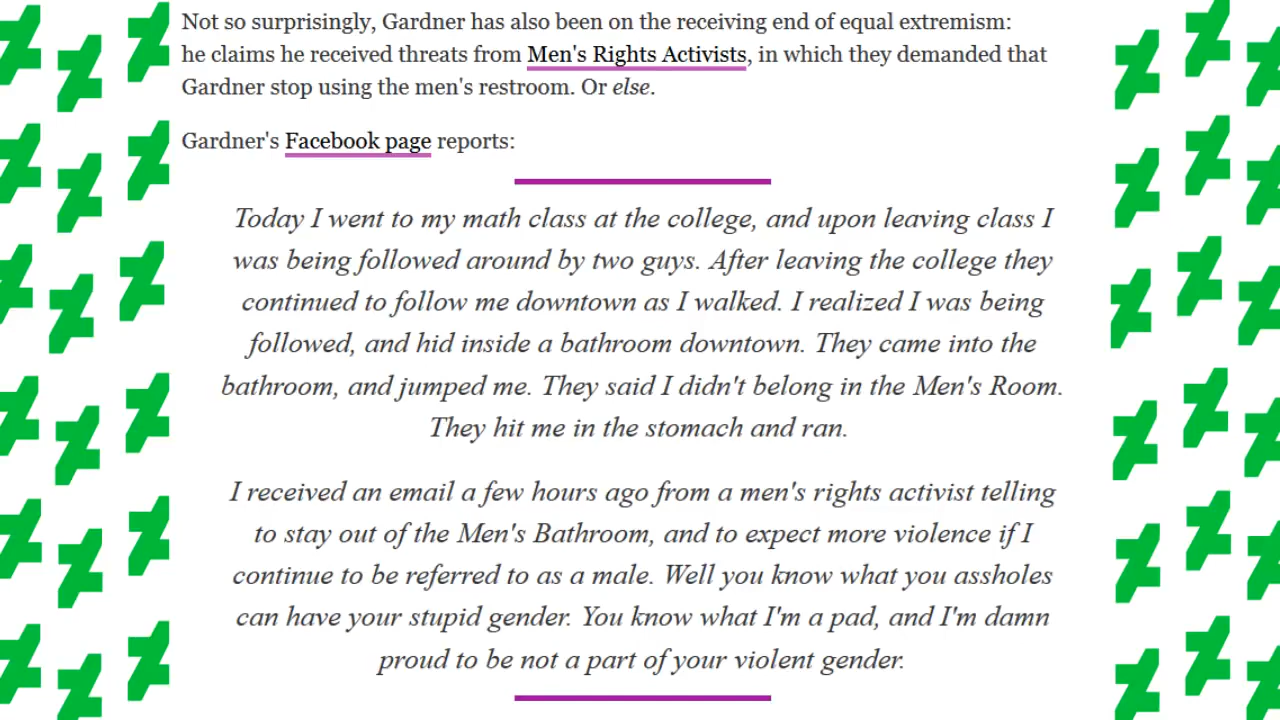 Not so surprisingly, Gardner has also been on the receiving end of equal extremism:
he claims he received threats from Men's Rights Activists, in which they demanded that
Gardner stop using the men's restroom. Or else.
Gardner's Facebook page reports:
Today I went to my math class at the college, and upon leaving class I
was being followed around by two guys. After leaving the college they
continued to follow me downtown as I walked. I realized I was being
followed, and hid inside a bathroom downtown. They came into the
bathroom, and jumped me. They said I didn't belong in the Men's Room.
They hit me in the stomach and ran.
I received an email a few hours ago from a men's rights activist telling
to stay out of the Men's Bathroom, and to expect more violence if I
continue to be referred to as a male. Well you know what you assholes
can have your stupid gender. You know what I'm a pad, and I'm damn
proud to be not a part of your violent gender.